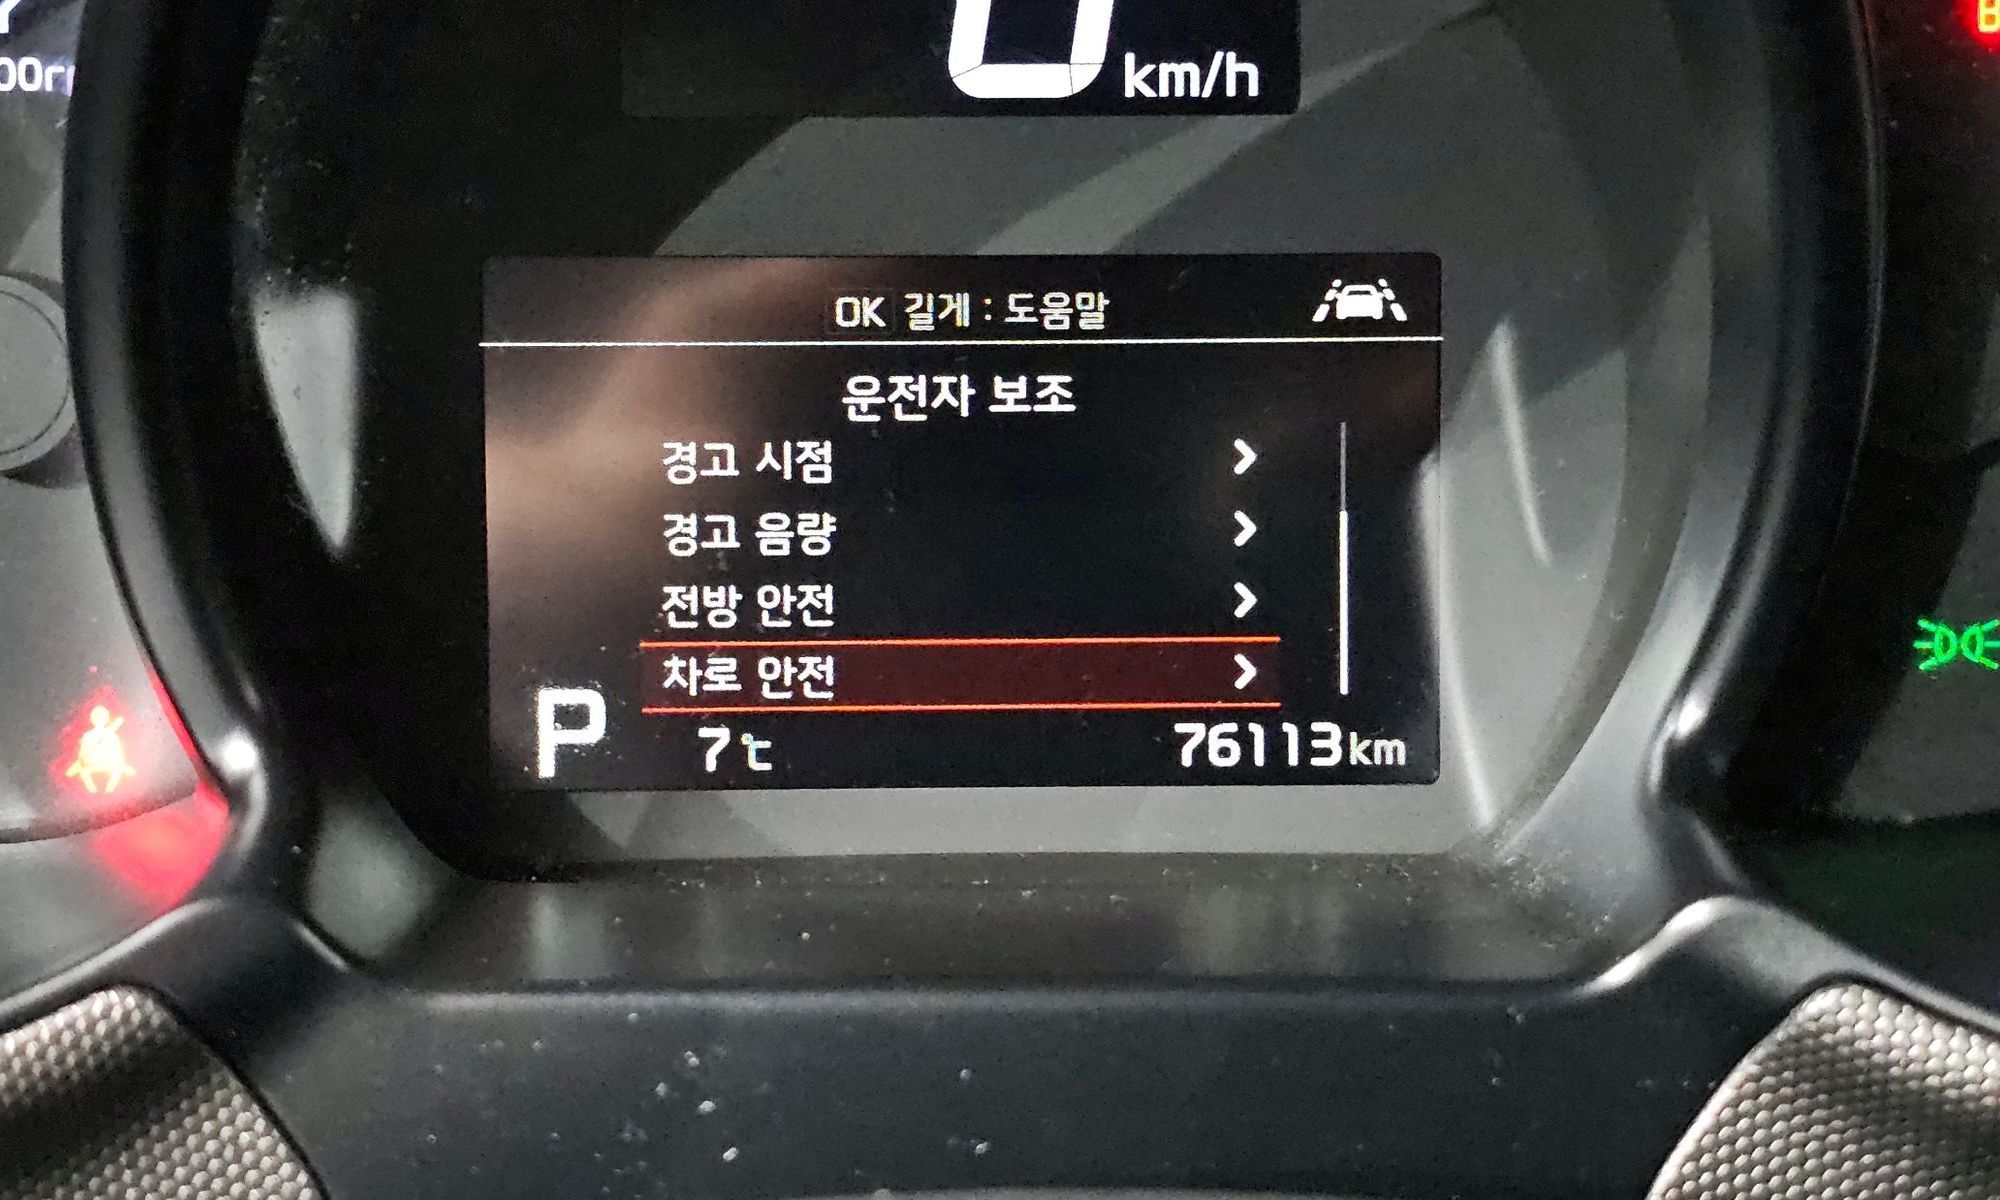 0 km/h
OK 길게 : 도움말
운전자 보조
경고 시점
경고 음량
전방 안전
차로 안전
P 7℃ 76113km